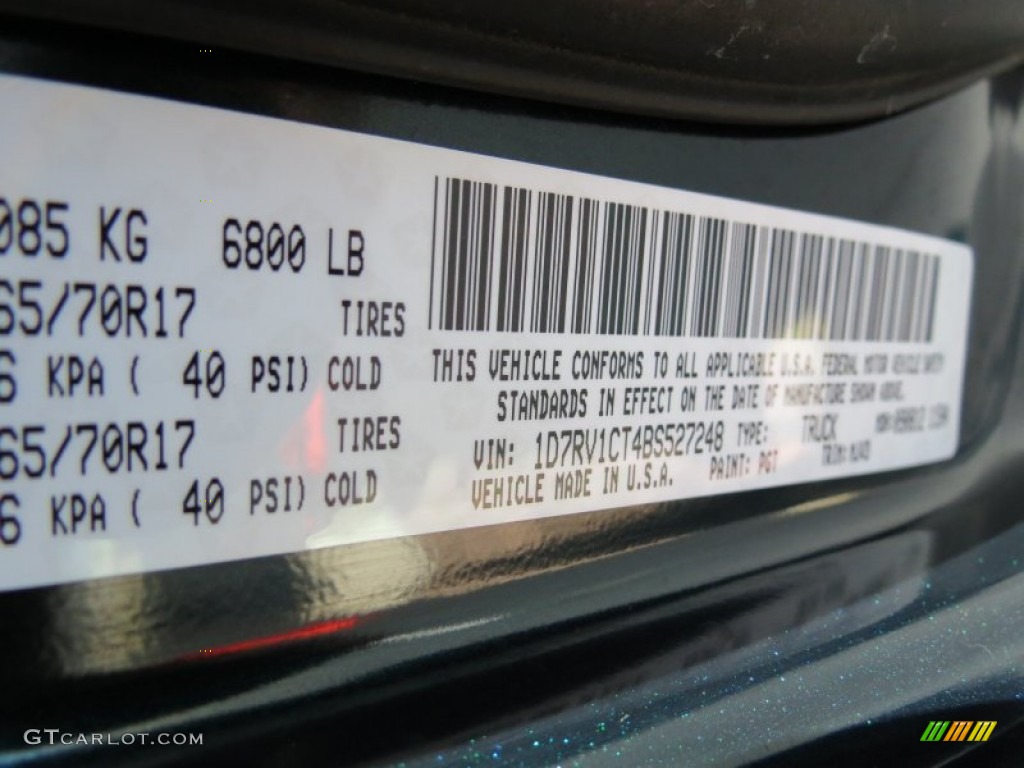 085 KG 6800 LB
65/70R17 TIRES
6 KPA ( 40 PSI) COLD
65/70R17 TIRES
6 KPA ( 40 PSI) COLD
THIS VEHICLE CONFORMS TO ALL APPLICABLE U.S.A. FEDERAL MOTOR VEHICLE SAFETY
STANDARDS IN EFFECT ON THE DATE OF MANUFACTURE SHOWN ABOVE.
VIN: 1D7RV1CT4BS527248 TYPE: TRUCK
VEHICLE MADE IN U.S.A. PAINT: PGT TRIM:
GTCARLOT.COM